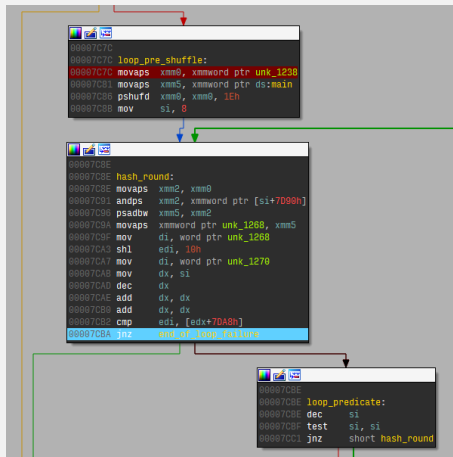 00007C7C
00007C7C loop_pre_shuffle:
00007C7C movaps xmm0, xmmword ptr unk_1238
00007C81 movaps xmm5, xmmword ptr ds:main
00007C86 pshufd xmm0, xmm0, 1Eh
00007C8B mov si, 8
00007C8E
00007C8E hash_round:
00007C8E movaps xmm2, xmm0
00007C91 andps xmm2, xmmword ptr [si+7D90h]
00007C96 psadbw xmm5, xmm2
00007C9A movaps xmmword ptr unk_1268, xmm5
00007C9F mov di, word ptr unk_1268
00007CA3 shl edi, 10h
00007CA7 mov di, word ptr unk_1270
00007CAB mov dx, si
00007CAD dec dx
00007CAE add dx, dx
00007CB0 add dx, dx
00007CB2 cmp edi, [edx+7DA8h]
00007CBA jnz end_of_loop_failure
00007CBE
00007CBE loop_predicate:
00007CBE dec si
00007CBF test si, si
00007CC1 jnz short hash_round